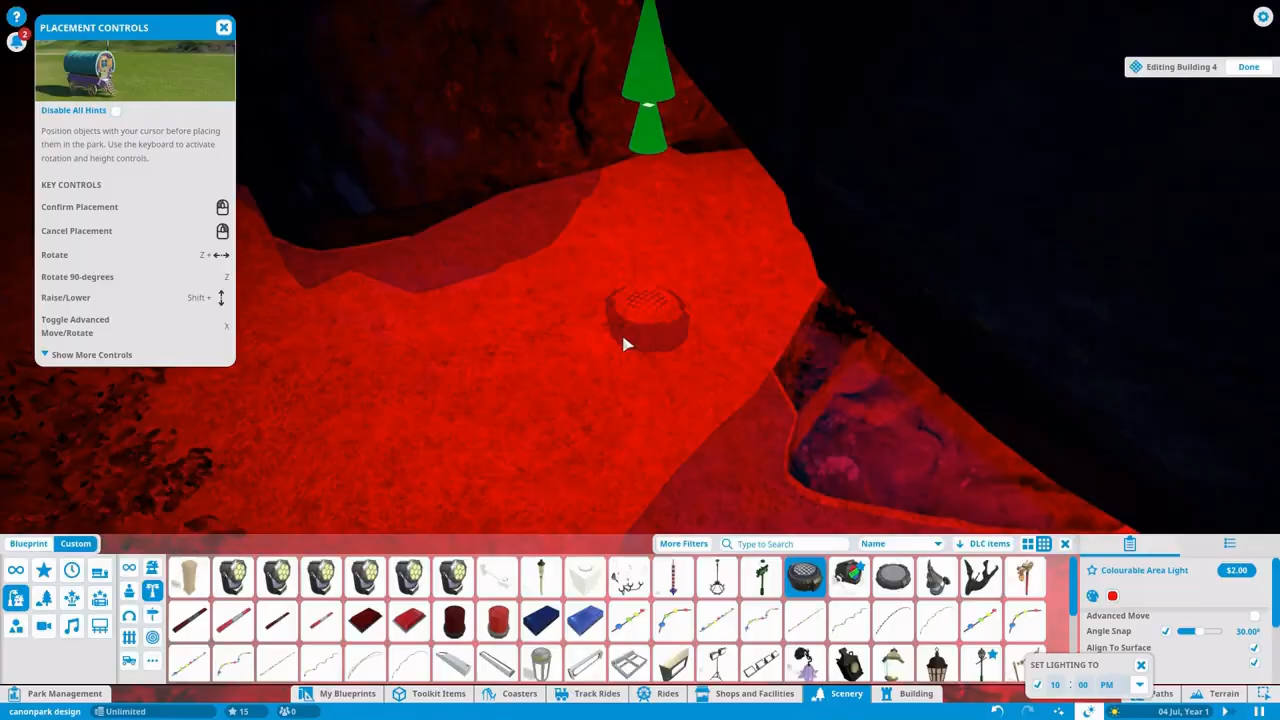 ?
2
PLACEMENT CONTROLS
Disable All Hints
Position objects with your cursor before placing
them in the park. Use the keyboard to activate
rotation and height controls.
KEY CONTROLS
Confirm Placement
Cancel Placement
Rotate Z +
Rotate 90-degrees Z
Raise/Lower Shift +
Toggle Advanced
Move/Rotate X
Show More Controls
Editing Building 4 Done
Blueprint Custom More Filters Type to Search Name DLC items
Colourable Area Light $2.00
Advanced Move
Angle Snap 30.00°
Align To Surface
SET LIGHTING TO
10 : 00 PM
Park Management My Blueprints Toolkit Items Coasters Track Rides Rides Shops and Facilities Scenery Building Paths Terrain
canonpark design Unlimited 15 0 04 Jul, Year 1